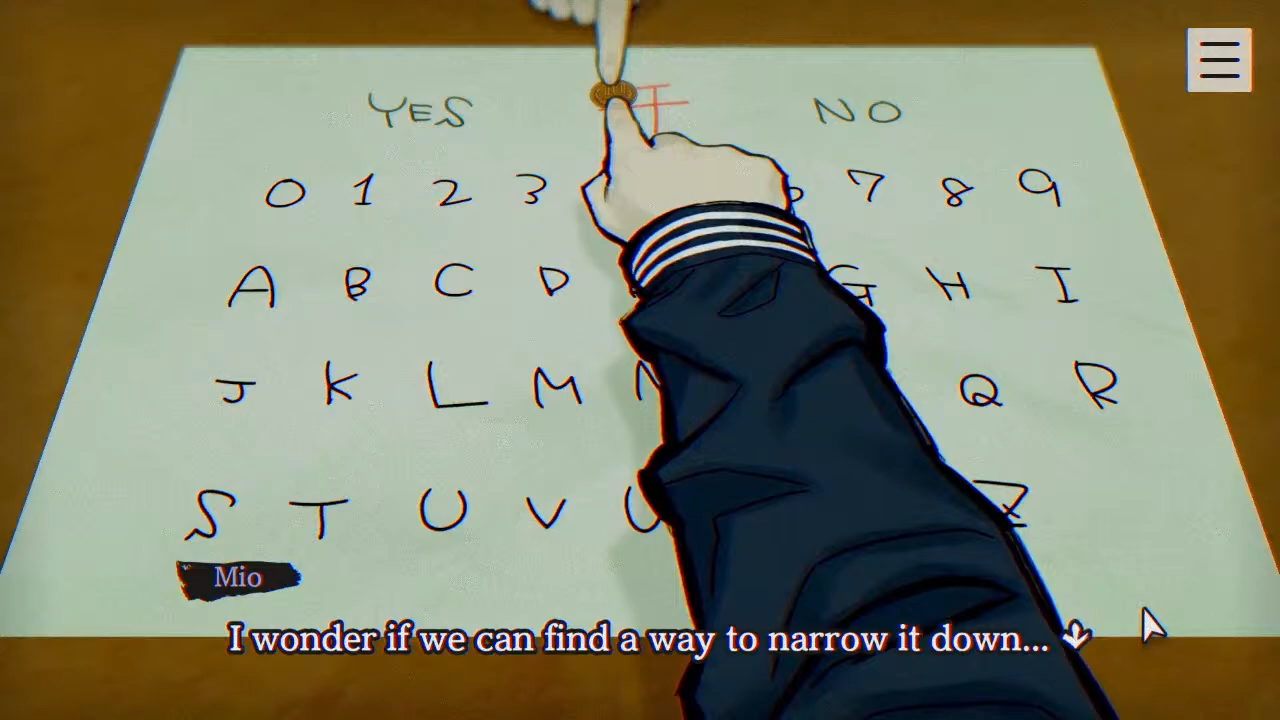 YES NO
0 1 2 3 7 8 9
A B C D G H I
J K L M Q R
S T U V Z
Mio
I wonder if we can find a way to narrow it down...